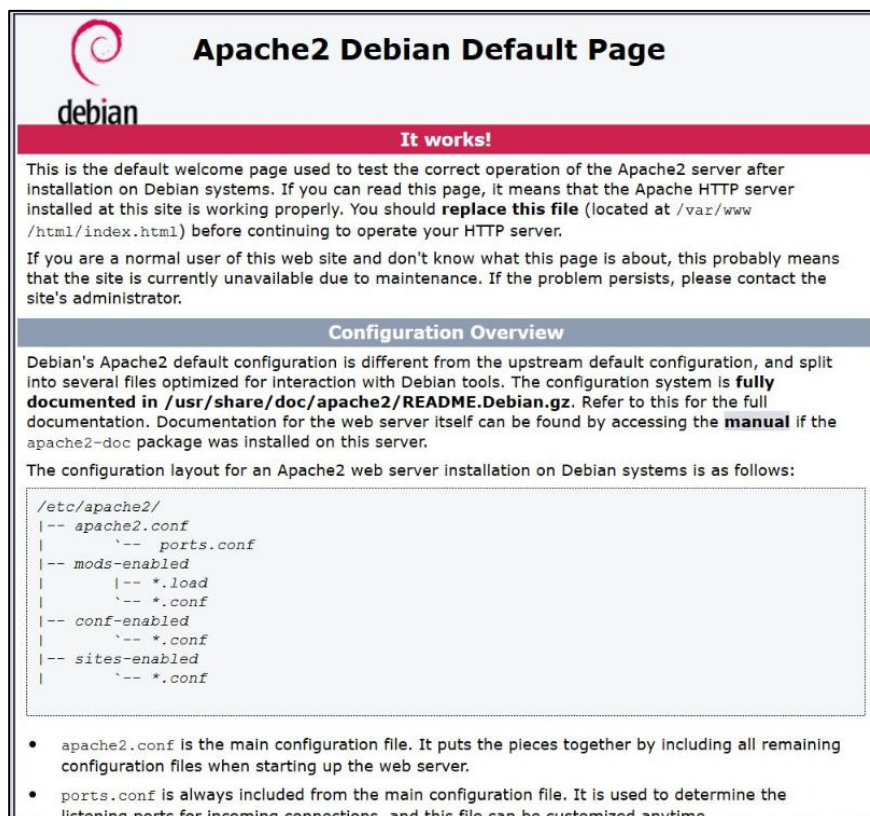 debian
Apache2 Debian Default Page
It works!
This is the default welcome page used to test the correct operation of the Apache2 server after
installation on Debian systems. If you can read this page, it means that the Apache HTTP server
installed at this site is working properly. You should replace this file (located at /var/www
/html/index.html) before continuing to operate your HTTP server.
If you are a normal user of this web site and don't know what this page is about, this probably means
that the site is currently unavailable due to maintenance. If the problem persists, please contact the
site's administrator.
Configuration Overview
Debian's Apache2 default configuration is different from the upstream default configuration, and split
into several files optimized for interaction with Debian tools. The configuration system is fully
documented in /usr/share/doc/apache2/README.Debian.gz. Refer to this for the full
documentation. Documentation for the web server itself can be found by accessing the manual if the
apache2-doc package was installed on this server.
The configuration layout for an Apache2 web server installation on Debian systems is as follows:
/etc/apache2/
|-- apache2.conf
|       `--  ports.conf
|-- mods-enabled
|       |-- *.load
|       `-- *.conf
|-- conf-enabled
|       `-- *.conf
|-- sites-enabled
|       `-- *.conf
• apache2.conf is the main configuration file. It puts the pieces together by including all remaining
configuration files when starting up the web server.
• ports.conf is always included from the main configuration file. It is used to determine the
listening ports for incoming connections, and this file can be customized anytime.